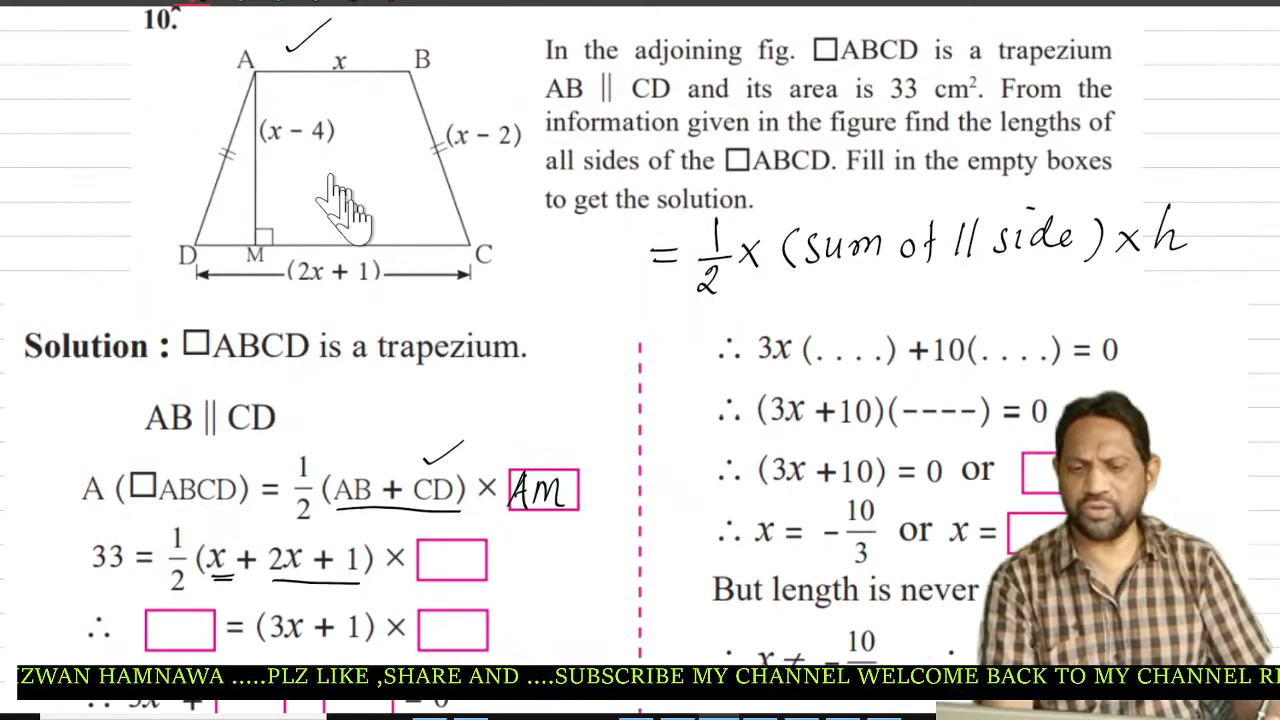 10.
A x B
(x − 4) (x − 2)
D M C
(2x + 1)
In the adjoining fig. □ABCD is a trapezium
AB || CD and its area is 33 cm². From the
information given in the figure find the lengths of
all sides of the □ABCD. Fill in the empty boxes
to get the solution.
= 1/2 × (sum of // side) × h
Solution : □ABCD is a trapezium.
AB || CD
A (□ABCD) = 1/2 (AB + CD) × AM
33 = 1/2 (x + 2x + 1) × □
∴ □ = (3x + 1) × □
∴ 3x (. . . .) +10(. . . .) = 0
∴ (3x +10)(----) = 0
∴ (3x +10) = 0 or
∴ x = − 10/3 or x =
But length is never
10
ZWAN HAMNAWA .....PLZ LIKE ,SHARE AND ....SUBSCRIBE MY CHANNEL WELCOME BACK TO MY CHANNEL RI